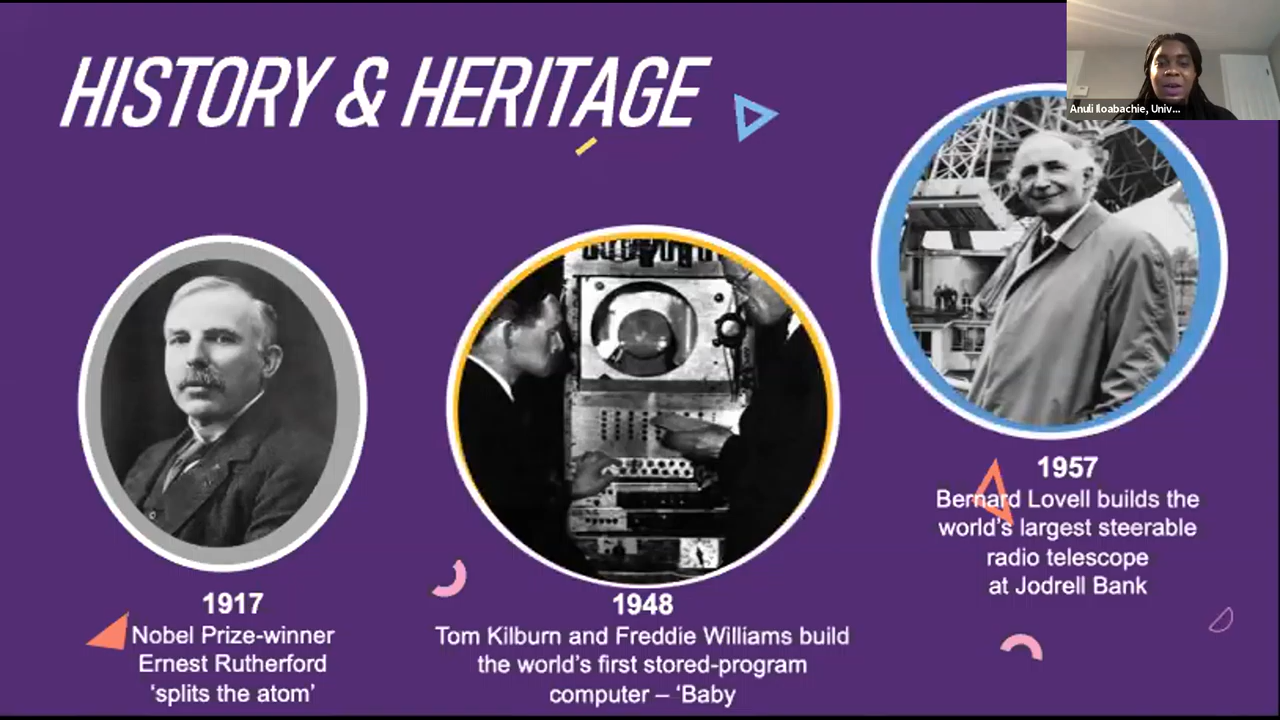 HISTORY & HERITAGE
Anuli Iloabachie, Univ...
1917
Nobel Prize-winner
Ernest Rutherford
‘splits the atom’
1948
Tom Kilburn and Freddie Williams build
the world’s first stored-program
computer – ‘Baby
1957
Bernard Lovell builds the
world’s largest steerable
radio telescope
at Jodrell Bank